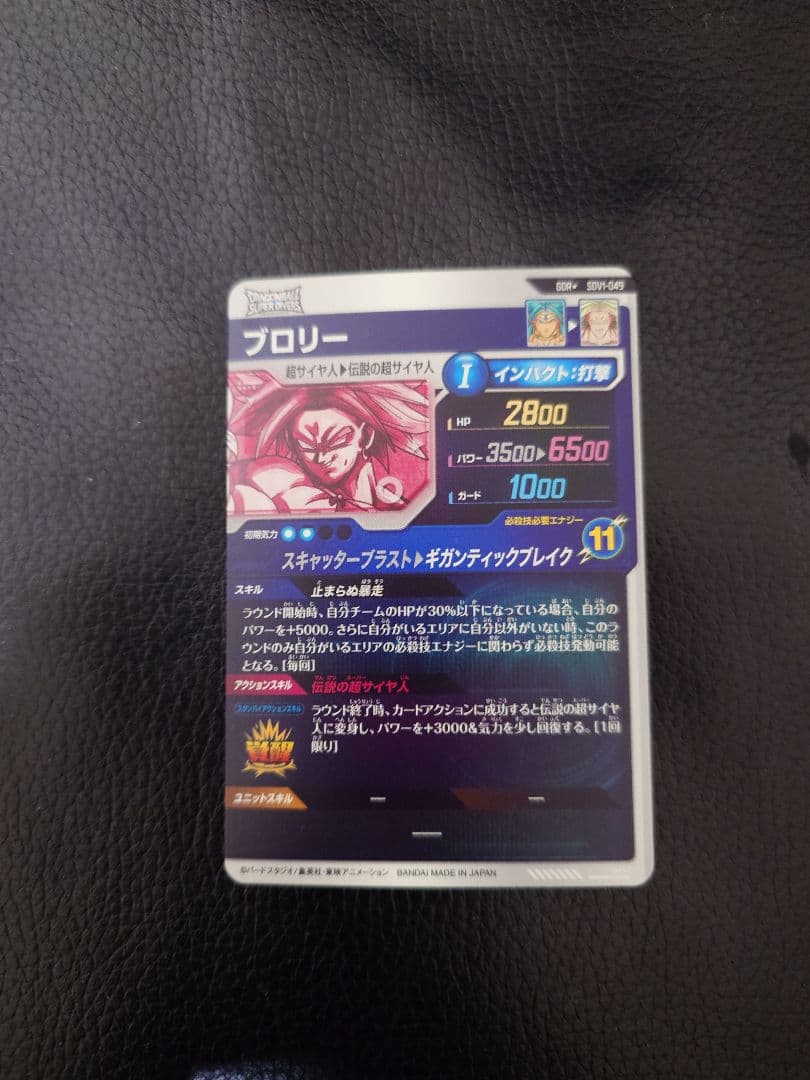 GDR★ SDV1-049
DRAGONBALL
SUPER DIVERS
ブロリー
超サイヤ人▶伝説の超サイヤ人
I インパクト:打撃
HP 2800
パワー 3500▶6500
ガード 1000
初期気力
必殺技必要エナジー
11
スキャッターブラスト▶ギガンティックブレイク
スキル 止まらぬ暴走
ラウンド開始時、自分チームのHPが30%以下になっている場合、自分の
パワーを+5000。さらに自分がいるエリアに自分以外がいない時、このラ
ウンドのみ自分がいるエリアの必殺技エナジーに関わらず必殺技発動可能
となる。[毎回]
アクションスキル 伝説の超サイヤ人
スタンバイアクションスキル
覚醒
ラウンド終了時、カードアクションに成功すると伝説の超サイヤ
人に変身し、パワーを+3000&気力を少し回復する。[1回
限り]
ユニットスキル ー ー
ー
©バードスタジオ/集英社・東映アニメーション BANDAI MADE IN JAPAN